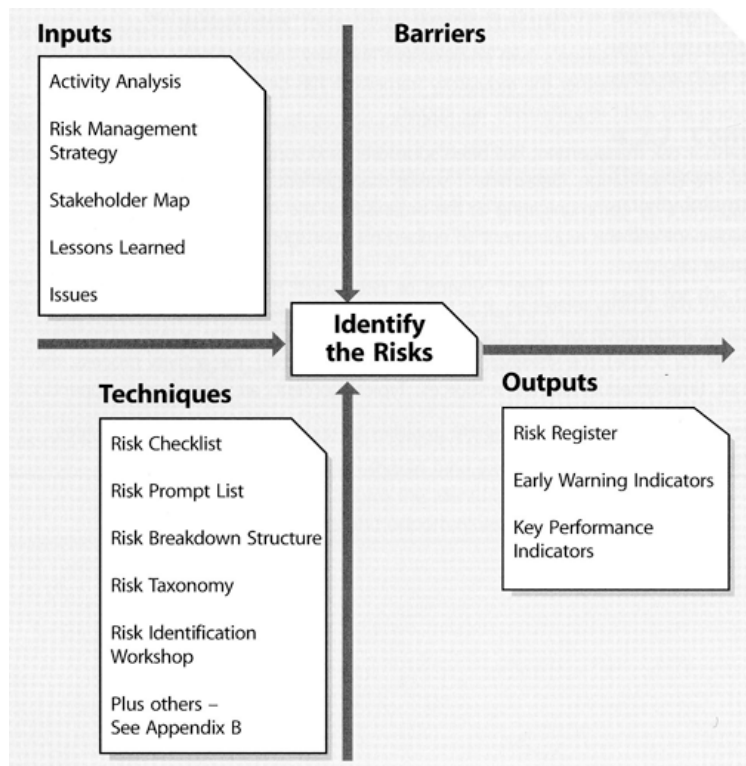 Inputs
Barriers
Activity Analysis
Risk Management
Strategy
Stakeholder Map
Lessons Learned
Issues
Identify
the Risks
Techniques
Risk Checklist
Risk Prompt List
Risk Breakdown Structure
Risk Taxonomy
Risk Identification
Workshop
Plus others –
See Appendix B
Outputs
Risk Register
Early Warning Indicators
Key Performance
Indicators